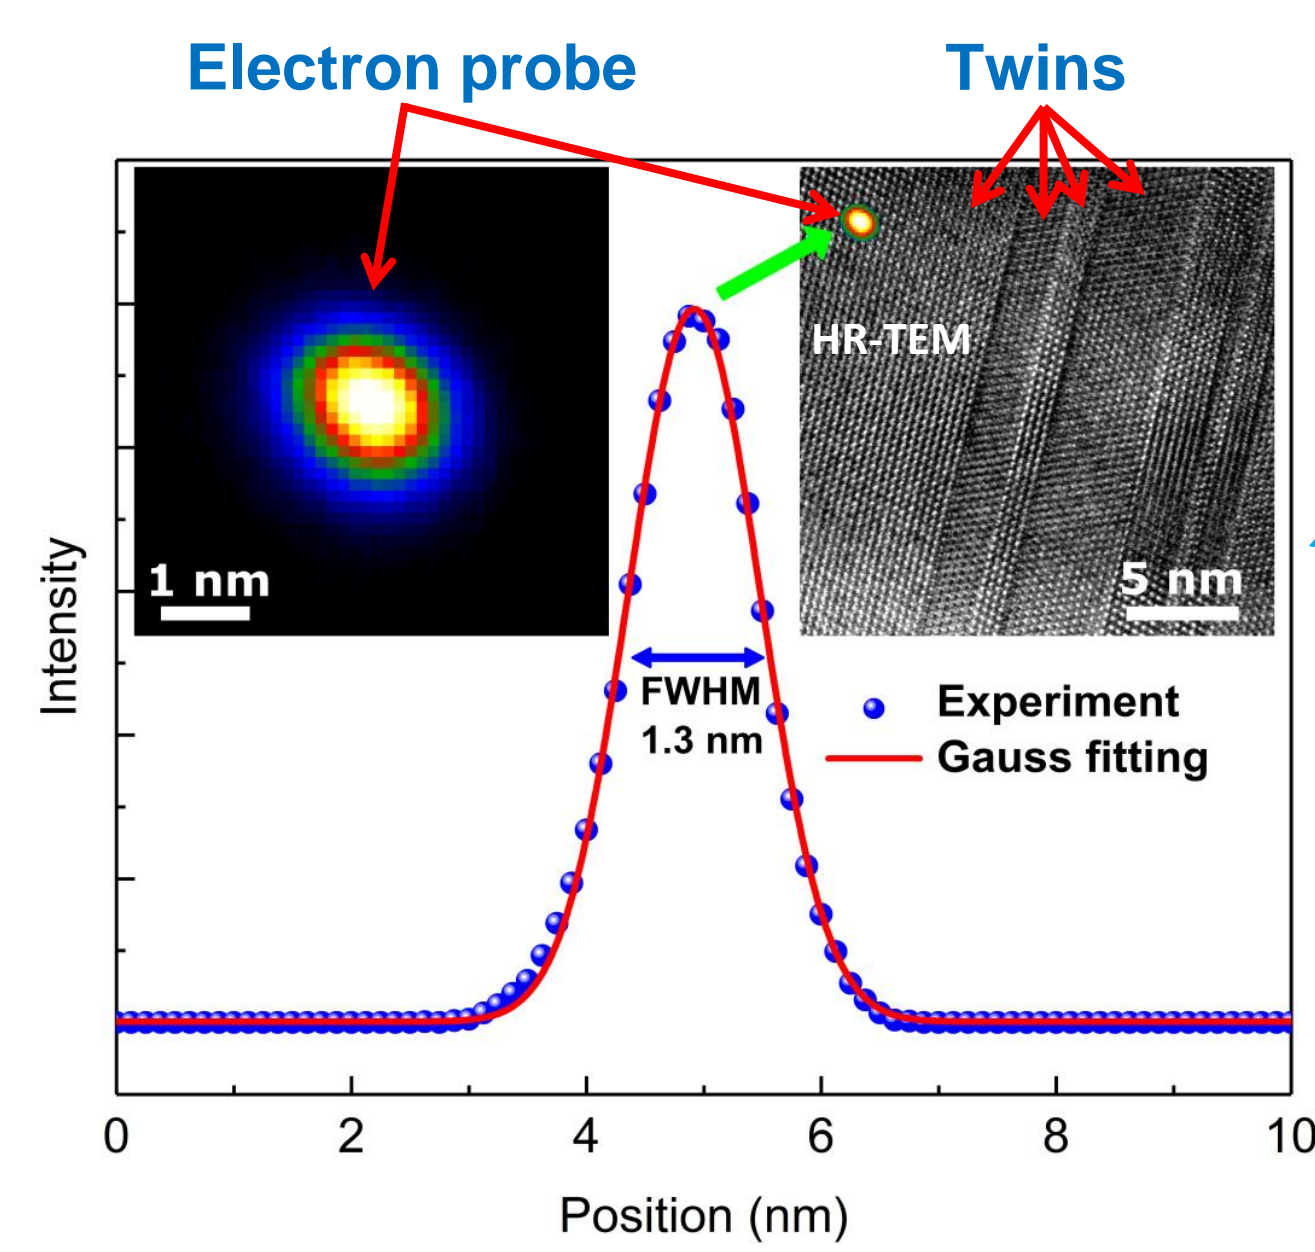 Electron probe
Twins
HR-TEM
1 nm
5 nm
Intensity
FWHM
1.3 nm
Experiment
Gauss fitting
0 2 4 6 8 10
Position (nm)